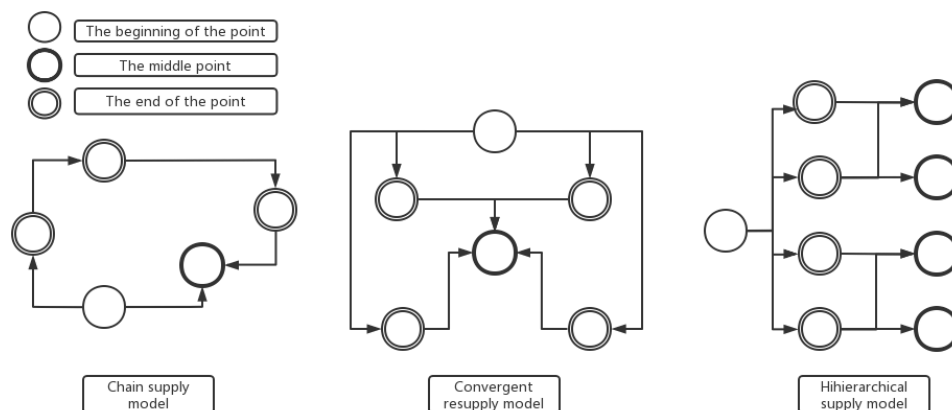 The beginning of the point
The middle point
The end of the point
Chain supply
model
Convergent
resupply model
Hihierarchical
supply model